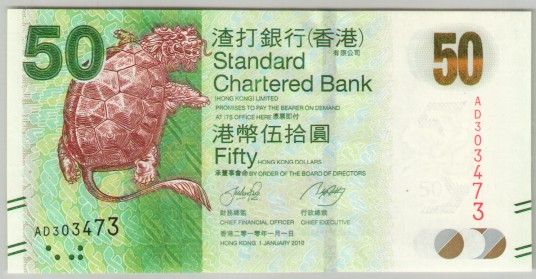 50
渣打銀行(香港)
有限公司
Standard
Chartered Bank
(HONG KONG) LIMITED
PROMISES TO PAY THE BEARER ON DEMAND
AT ITS OFFICE HERE 憑票即付
港幣伍拾圓
Fifty HONG KONG DOLLARS
承董事會命 BY ORDER OF THE BOARD OF DIRECTORS
財務總監 行政總裁
CHIEF FINANCIAL OFFICER CHIEF EXECUTIVE
香港二〇一〇年一月一日
HONG KONG 1 JANUARY 2010
AD303473
50
AD303473
50